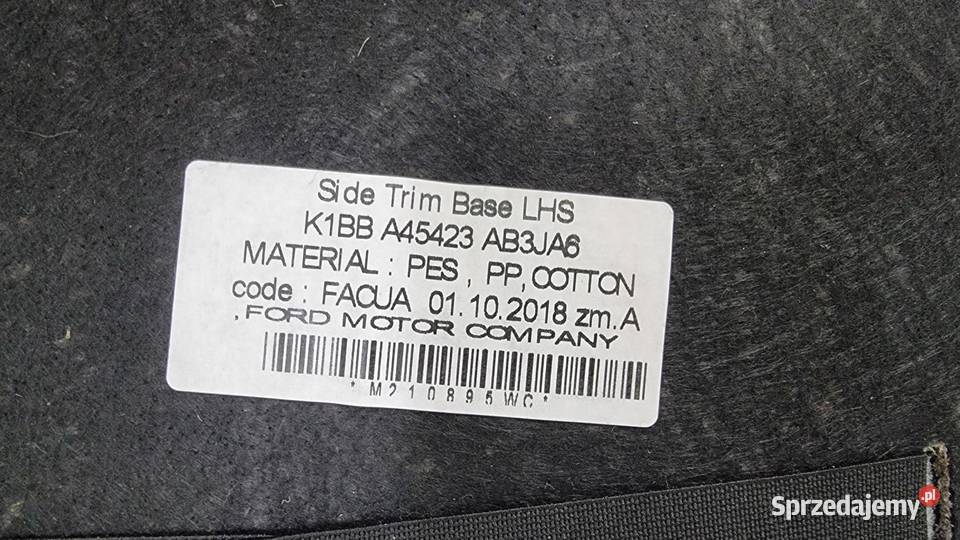 Side Trim Base LHS
K1BB A45423 AB3JA6
MATERIAL : PES , PP, COTTON
code : FACUA 01.10.2018 zm.A
,FORD MOTOR COMPANY
*M210895WC*
Sprzedajemy.pl